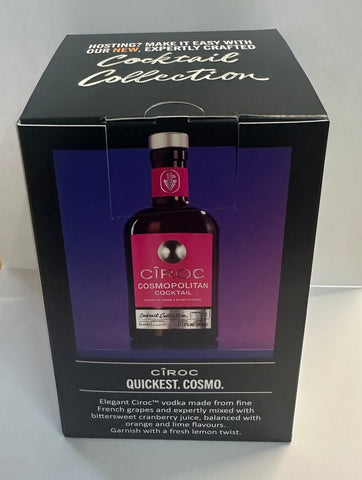 HOSTING? MAKE IT EASY WITH
OUR NEW, EXPERTLY CRAFTED
Cocktail
Collection
CÎROC
COSMOPOLITAN
COCKTAIL
Cocktail Collection
CÎROC
QUICKEST. COSMO.
Elegant Ciroc™ vodka made from fine
French grapes and expertly mixed with
bittersweet cranberry juice, balanced with
orange and lime flavours.
Garnish with a fresh lemon twist.